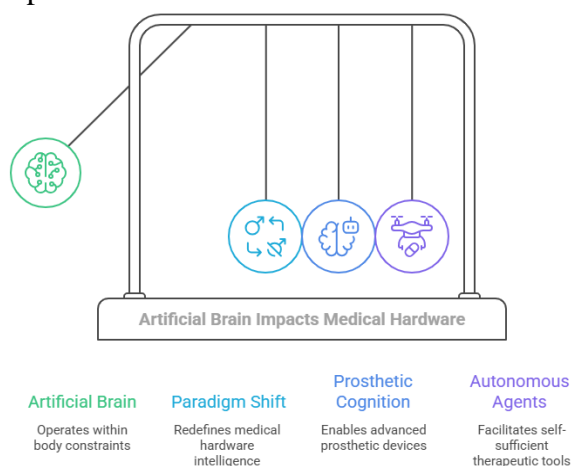 Artificial Brain Impacts Medical Hardware
Artificial Brain
Operates within
body constraints
Paradigm Shift
Redefines medical
hardware
intelligence
Prosthetic
Cognition
Enables advanced
prosthetic devices
Autonomous
Agents
Facilitates self-
sufficient
therapeutic tools